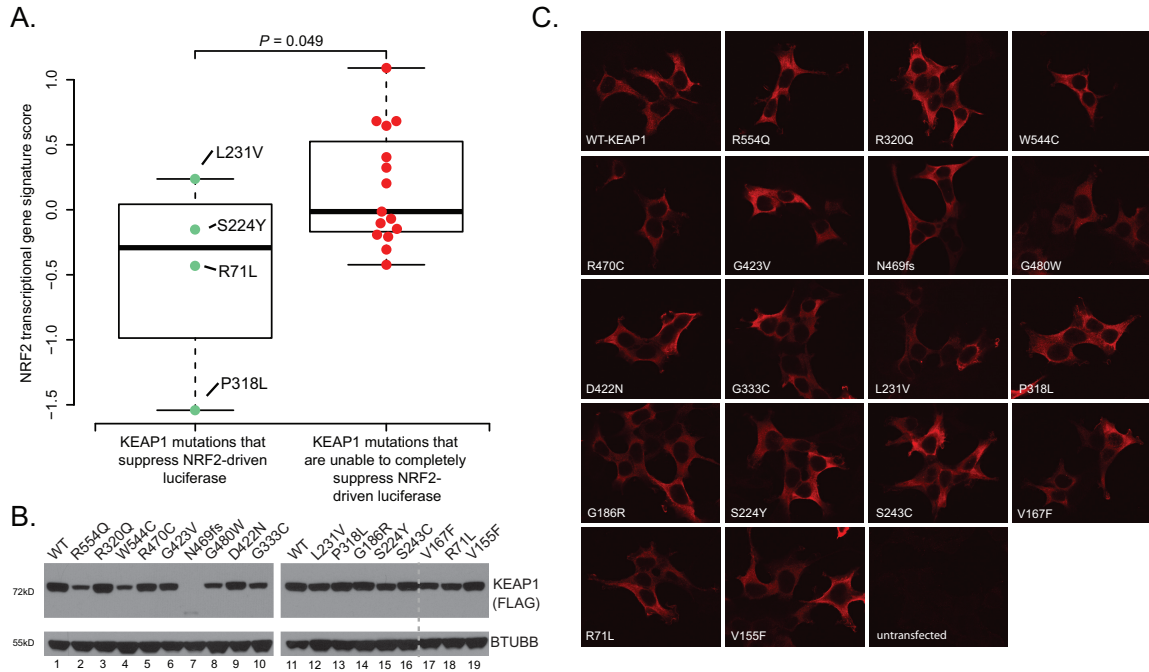 A.
P = 0.049
NRF2 transcriptional gene signature score
1.0
0.5
0.0
−0.5
−1.0
−1.5
L231V
S224Y
R71L
P318L
KEAP1 mutations that
suppress NRF2-driven
luciferase
KEAP1 mutations that
are unable to completely
suppress NRF2-
driven luciferase
B.
WT R554Q R320Q W544C R470C G423V N469fs G480W D422N G333C WT L231V P318L G186R S224Y S243C V167F R71L V155F
72kD
KEAP1
(FLAG)
55kD
BTUBB
1 2 3 4 5 6 7 8 9 10 11 12 13 14 15 16 17 18 19
C.
WT-KEAP1 R554Q R320Q W544C
R470C G423V N469fs G480W
D422N G333C L231V P318L
G186R S224Y S243C V167F
R71L V155F untransfected